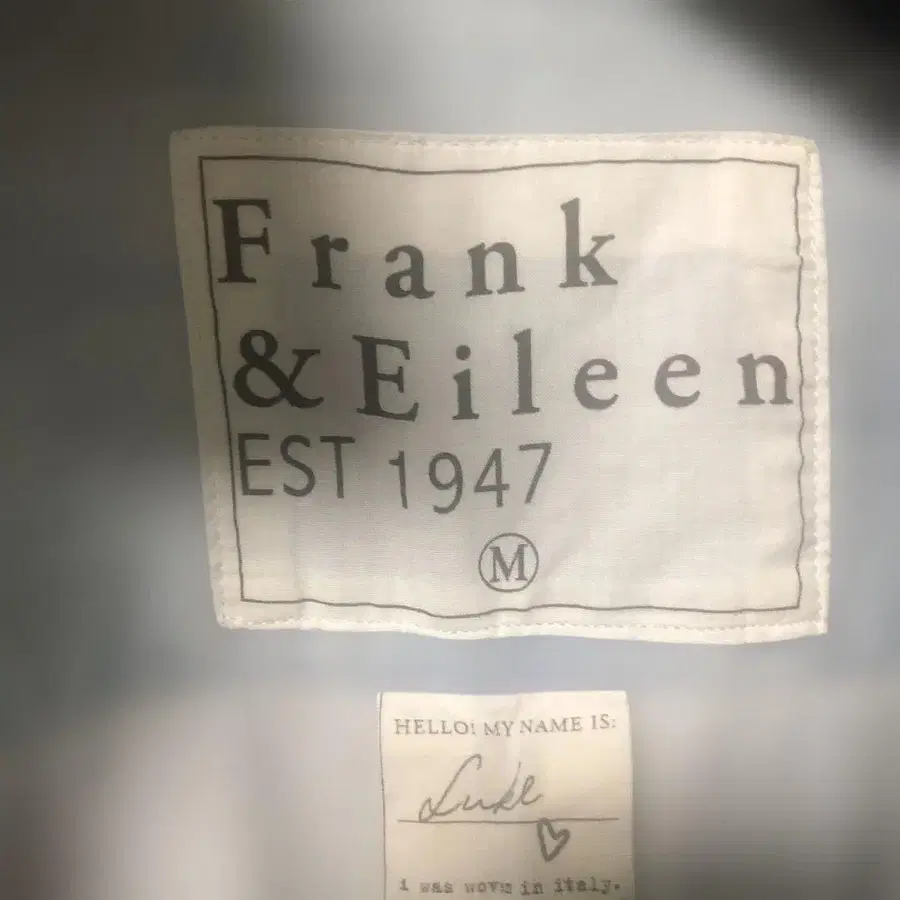 Frank
& Eileen
EST 1947
M
HELLO! MY NAME IS:
Luke
i was woven in italy.